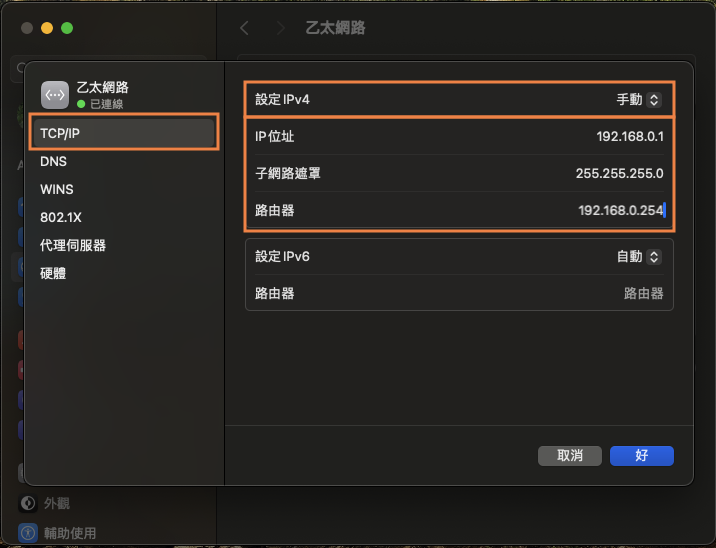 乙太網路
乙太網路
已連線
TCP/IP
DNS
WINS
802.1X
代理伺服器
硬體
設定 IPv4
手動
IP 位址
192.168.0.1
子網路遮罩
255.255.255.0
路由器
192.168.0.254
設定 IPv6
自動
路由器
路由器
取消
好
外觀
輔助使用